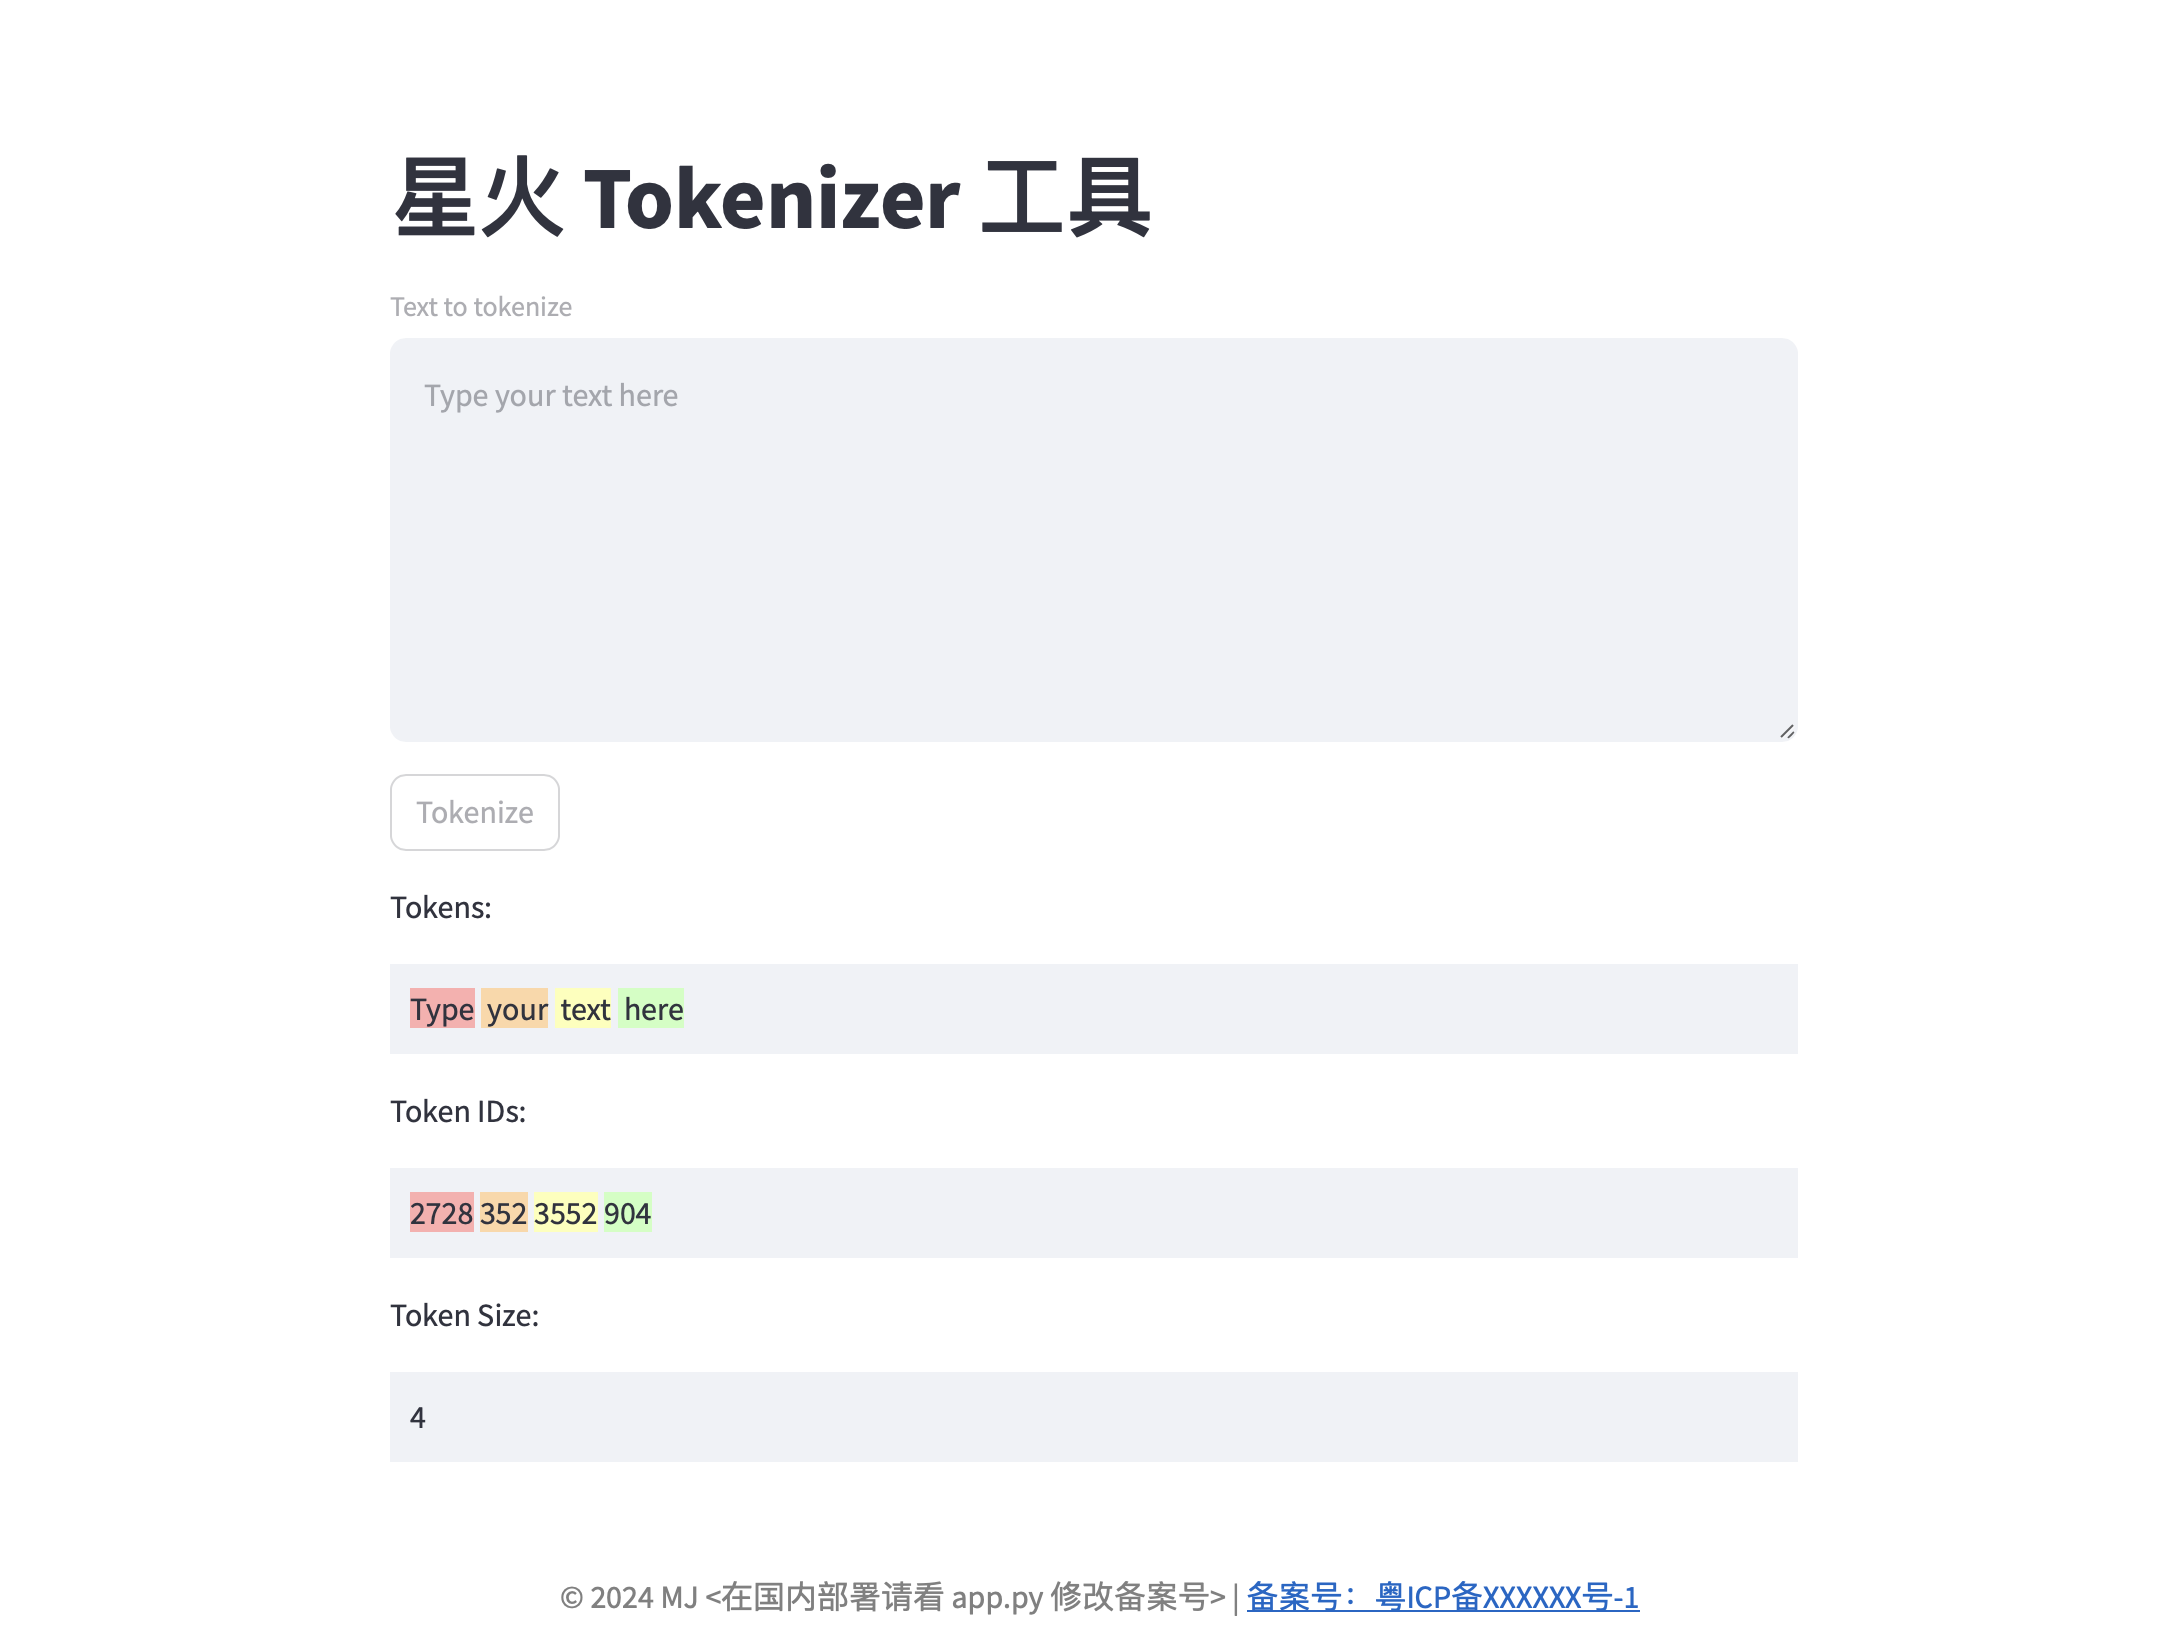 星火 Tokenizer 工具
Text to tokenize
Type your text here
Tokenize
Tokens:
Type your text here
Token IDs:
2728 352 3552 904
Token Size:
4
© 2024 MJ <在国内部署请看 app.py 修改备案号> | 备案号： 粤ICP备XXXXXX号-1